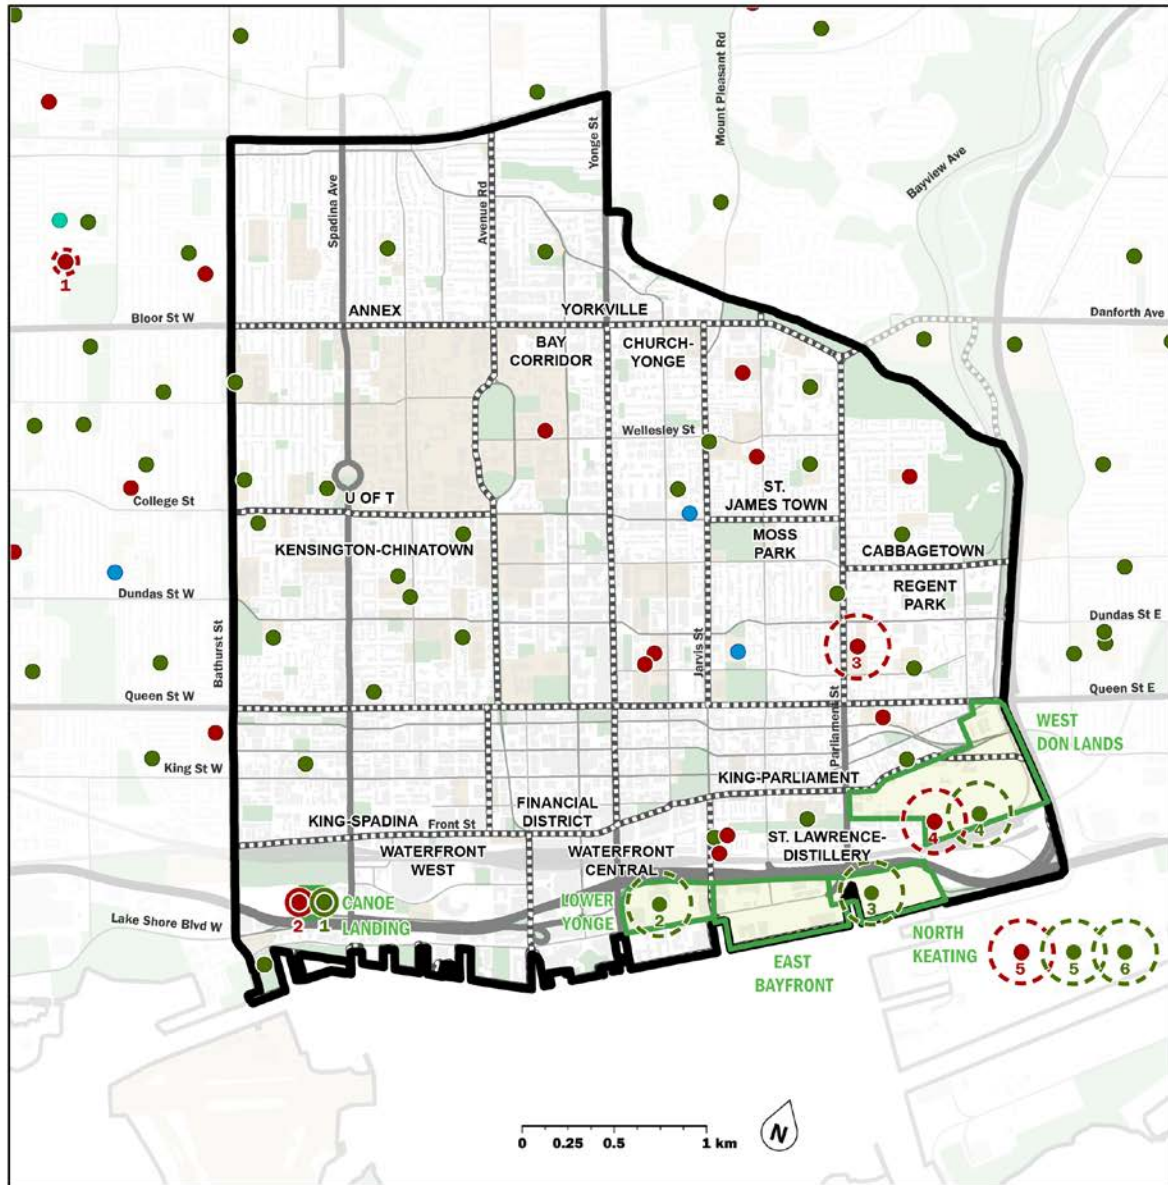 Mount Pleasant Rd
Yonge St
Bayview Ave
Spadina Ave
Avenue Rd
1
Bloor St W
ANNEX
YORKVILLE
Danforth Ave
BAY
CORRIDOR
CHURCH-
YONGE
Wellesley St
College St
U OF T
ST.
JAMES TOWN
KENSINGTON-CHINATOWN
MOSS
PARK
CABBAGETOWN
REGENT
PARK
Dundas St W
Dundas St E
Bathurst St
Jarvis St
3
Queen St W
Queen St E
Parliament St
WEST
DON LANDS
King St W
KING-PARLIAMENT
KING-SPADINA
Front St
FINANCIAL
DISTRICT
4
4
ST. LAWRENCE-
DISTILLERY
WATERFRONT
WEST
WATERFRONT
CENTRAL
Lake Shore Blvd W
2
1
CANOE
LANDING
LOWER
YONGE
2
3
NORTH
KEATING
EAST
BAYFRONT
5
5
6
0
0.25
0.5
1 km
N